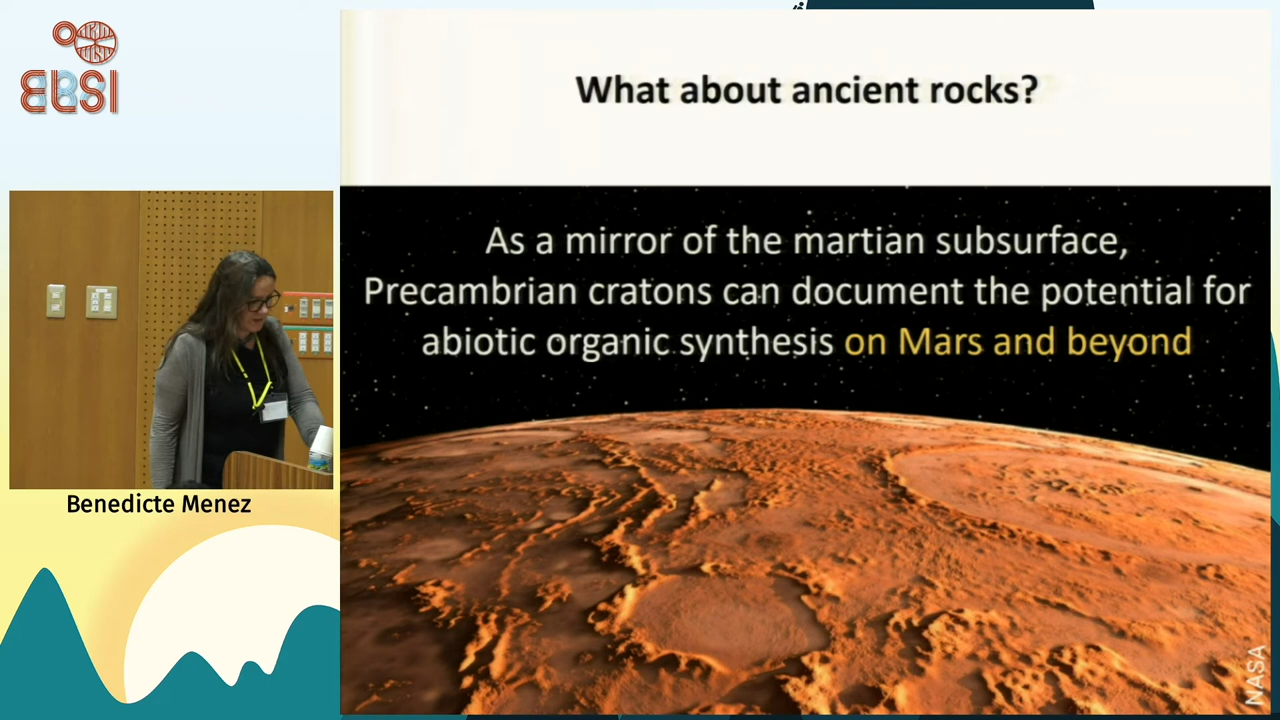 ELSI
What about ancient rocks?
As a mirror of the martian subsurface,
Precambrian cratons can document the potential for
abiotic organic synthesis on Mars and beyond
Benedicte Menez
NASA